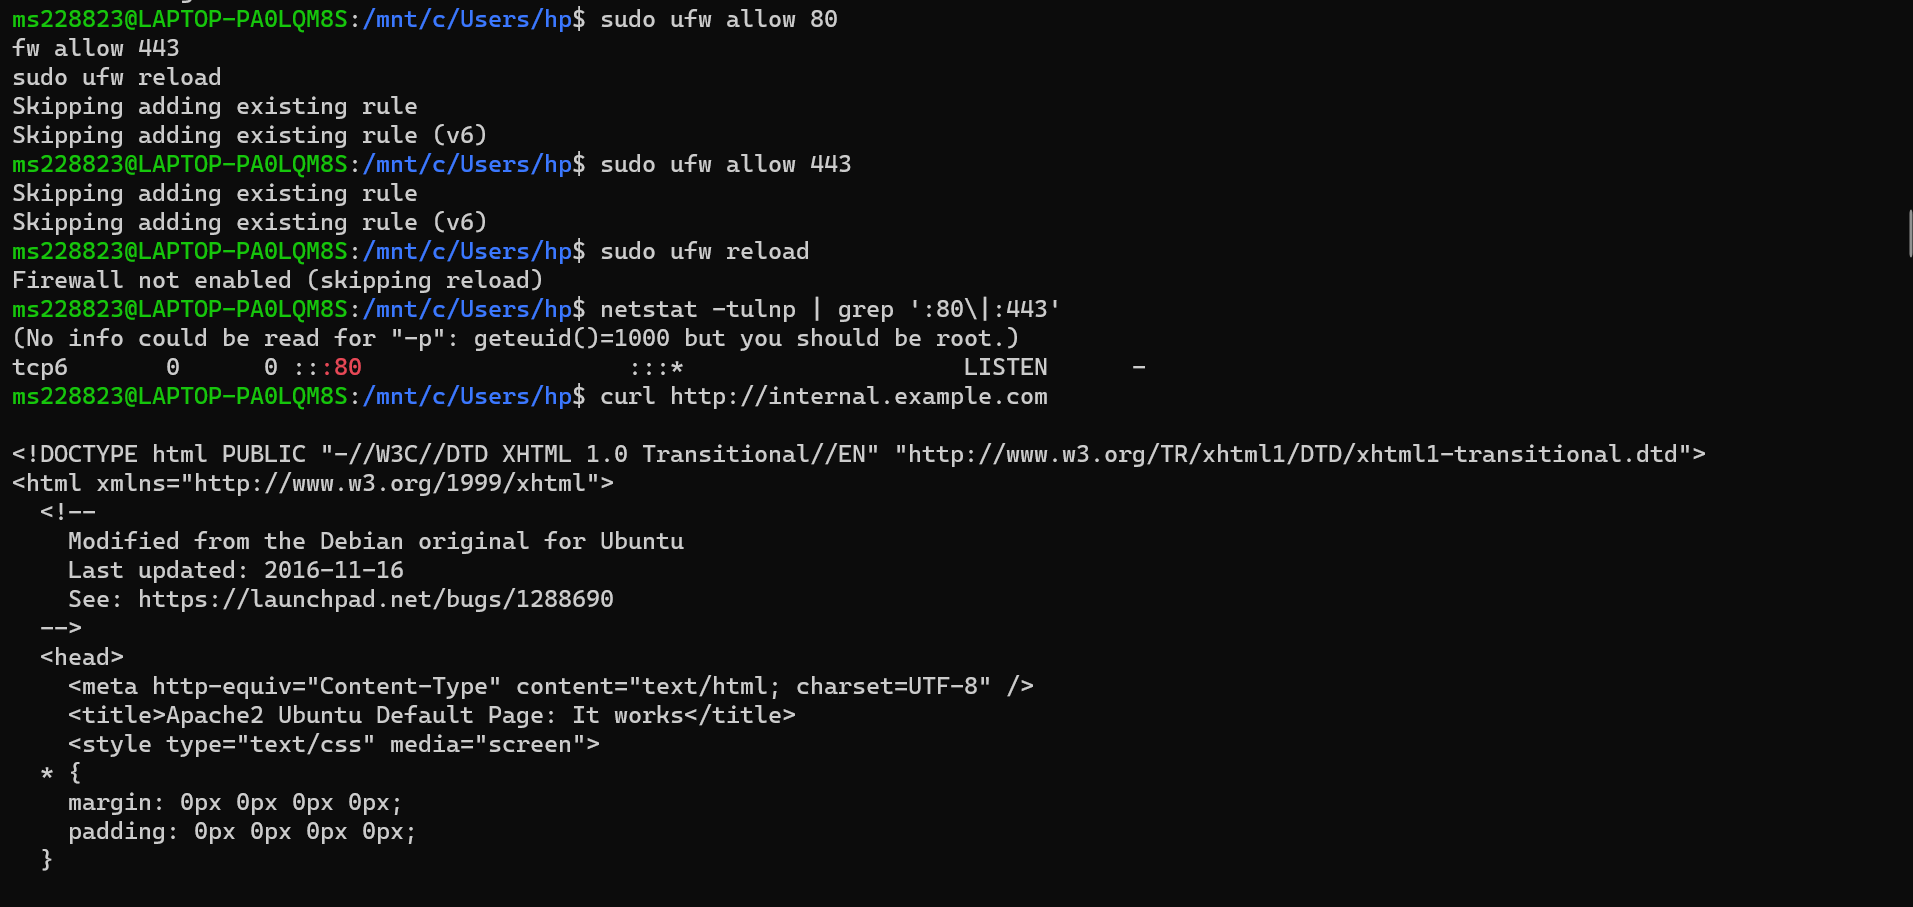 ms228823@LAPTOP-PA0LQM8S:/mnt/c/Users/hp$ sudo ufw allow 80
fw allow 443
sudo ufw reload
Skipping adding existing rule
Skipping adding existing rule (v6)
ms228823@LAPTOP-PA0LQM8S:/mnt/c/Users/hp$ sudo ufw allow 443
Skipping adding existing rule
Skipping adding existing rule (v6)
ms228823@LAPTOP-PA0LQM8S:/mnt/c/Users/hp$ sudo ufw reload
Firewall not enabled (skipping reload)
ms228823@LAPTOP-PA0LQM8S:/mnt/c/Users/hp$ netstat -tulnp | grep ':80\|:443'
(No info could be read for "-p": geteuid()=1000 but you should be root.)
tcp6       0      0 :::80                   :::*                    LISTEN      -
ms228823@LAPTOP-PA0LQM8S:/mnt/c/Users/hp$ curl http://internal.example.com

<!DOCTYPE html PUBLIC "-//W3C//DTD XHTML 1.0 Transitional//EN" "http://www.w3.org/TR/xhtml1/DTD/xhtml1-transitional.dtd">
<html xmlns="http://www.w3.org/1999/xhtml">
  <!--
    Modified from the Debian original for Ubuntu
    Last updated: 2016-11-16
    See: https://launchpad.net/bugs/1288690
  -->
  <head>
    <meta http-equiv="Content-Type" content="text/html; charset=UTF-8" />
    <title>Apache2 Ubuntu Default Page: It works</title>
    <style type="text/css" media="screen">
  * {
    margin: 0px 0px 0px 0px;
    padding: 0px 0px 0px 0px;
  }